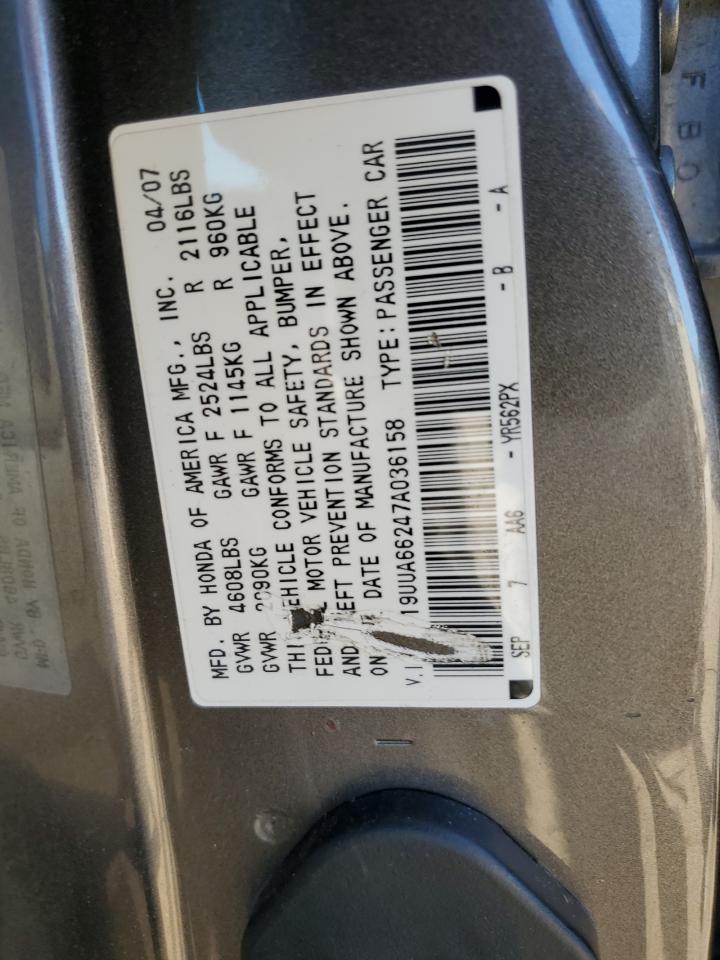 MFD. BY HONDA OF AMERICA MFG., INC. 04/07
GVWR 4608LBS GAWR F 2524LBS R 2116LBS
GVWR GAWR F 1145KG R 960KG
VEHICLE CONFORMS TO ALL APPLICABLE
MOTOR VEHICLE SAFETY, BUMPER,
AND PREVENTION STANDARDS IN EFFECT
ON DATE OF MANUFACTURE SHOWN ABOVE.
19UUA66247A036158 TYPE:PASSENGER CAR
SEP 7 AA6 - YR562PX - B - A
F B O